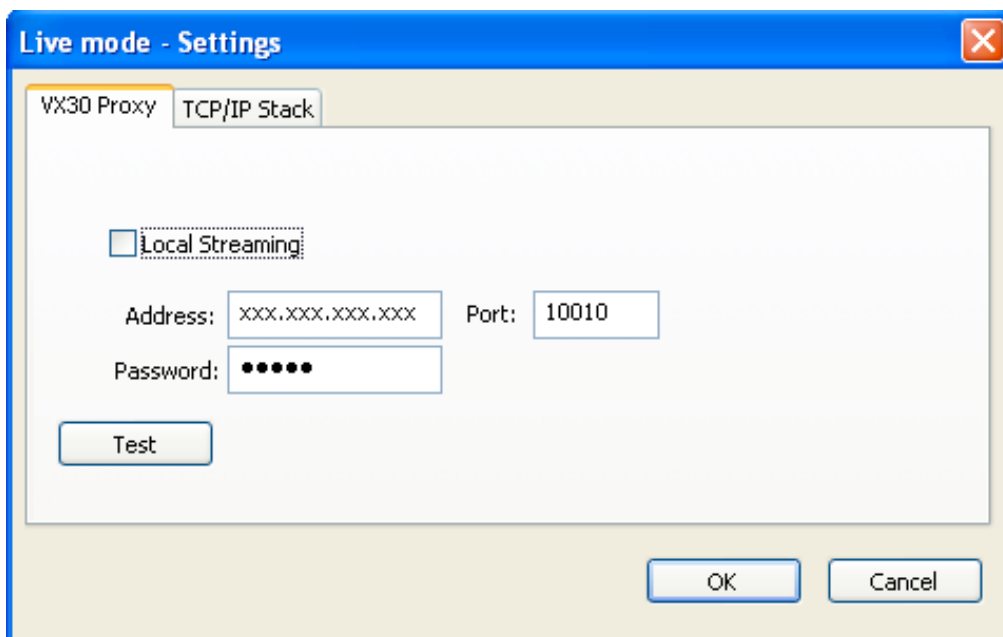 Live mode - Settings
VX30 Proxy TCP/IP Stack
Local Streaming
Address: xxx.xxx.xxx.xxx Port: 10010
Password: •••••
Test
OK Cancel